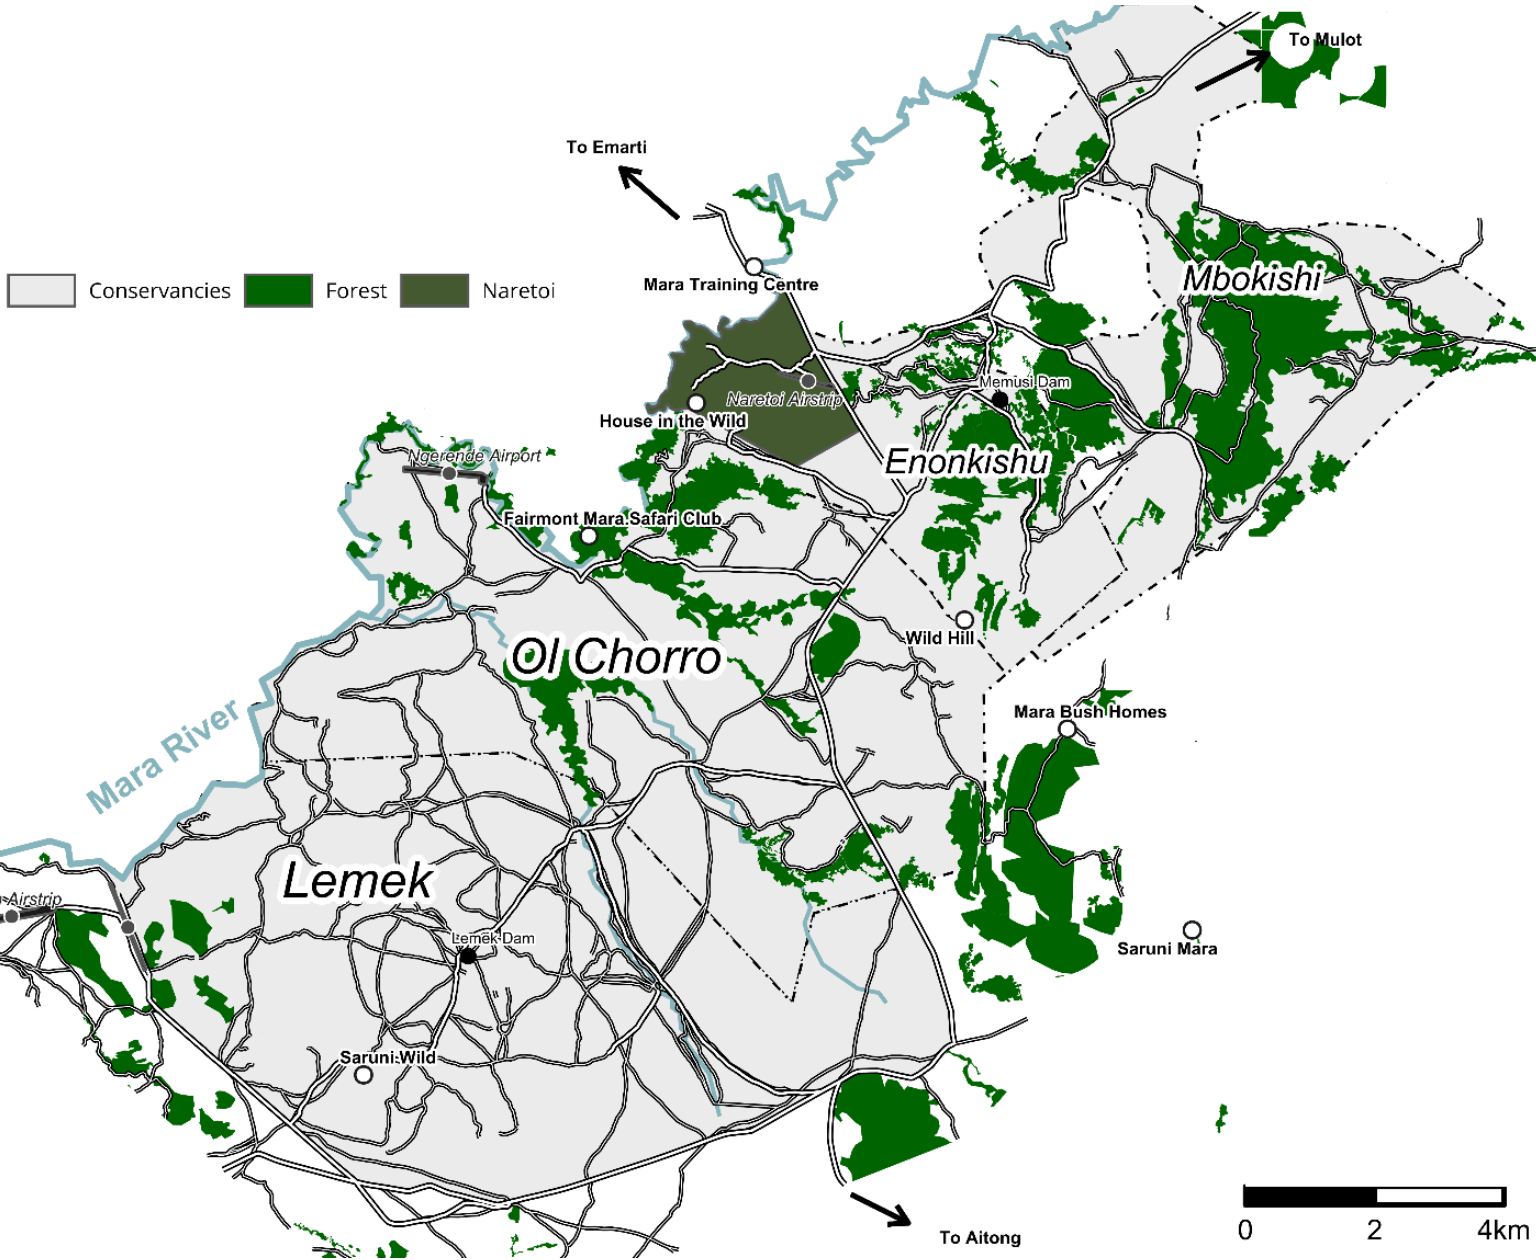 To Mulot
To Emarti
Mbokishi
Mara Training Centre
Conservancies
Forest
Naretoi
Memusi Dam
Naretoi Airstrip
House in the Wild
Ngerende Airport
Enonkishu
Fairmont Mara Safari Club
Wild Hill
Ol Chorro
Mara Bush Homes
Mara River
Lemek
Airstrip
Lemek Dam
Saruni Mara
Saruni Wild
To Aitong
0 2 4km